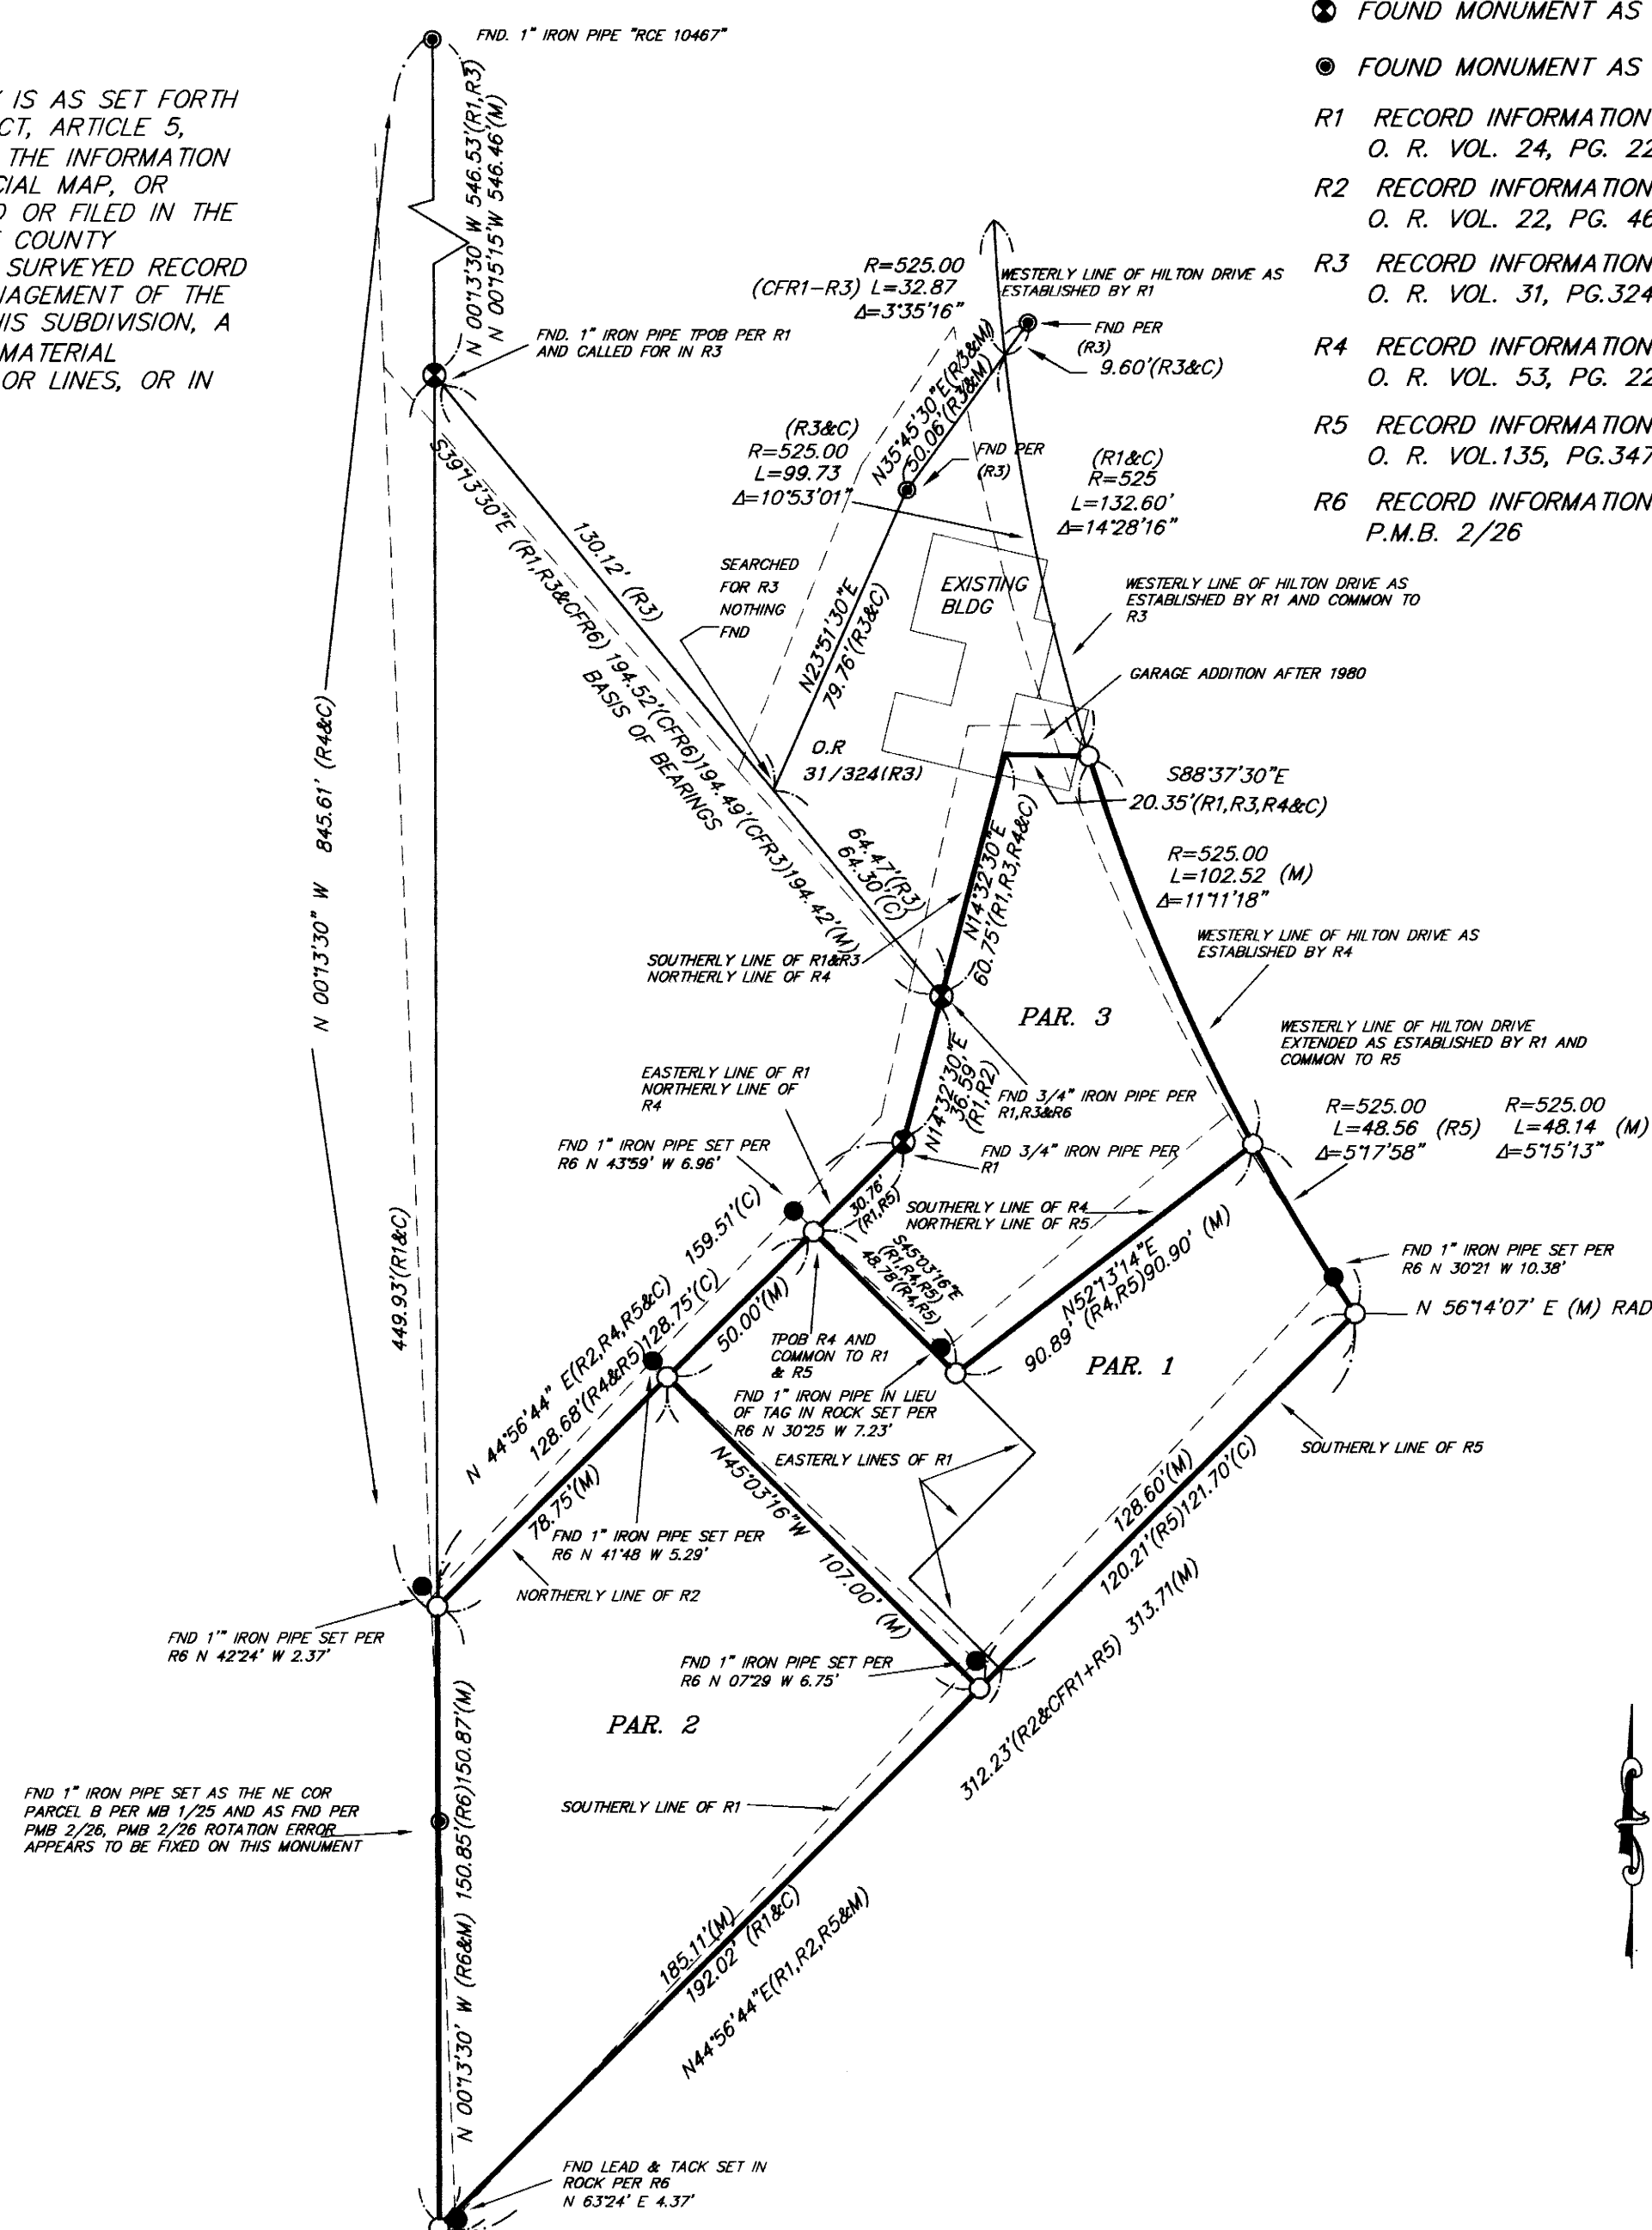 FOUND MONUMENT AS
FOUND MONUMENT AS
R1 RECORD INFORMATION
O. R. VOL. 24, PG. 22
R2 RECORD INFORMATION
O. R. VOL. 22, PG. 46
R3 RECORD INFORMATION
O. R. VOL. 31, PG.324
R4 RECORD INFORMATION
O. R. VOL. 53, PG. 22
R5 RECORD INFORMATION
O. R. VOL.135, PG.347
R6 RECORD INFORMATION
P.M.B. 2/26
IS AS SET FORTH
CT, ARTICLE 5,
THE INFORMATION
CIAL MAP, OR
D OR FILED IN THE
COUNTY
SURVEYED RECORD
NAGEMENT OF THE
HIS SUBDIVISION, A
MATERIAL
OR LINES, OR IN
FND. 1" IRON PIPE "RCE 10467"
N 00°13'30" W 546.53'(R1,R3)
N 00°15'15"W 546.46'(M)
FND. 1" IRON PIPE TPOB PER R1
AND CALLED FOR IN R3
R=525.00
(CFR1-R3) L=32.87
Δ=3°35'16"
WESTERLY LINE OF HILTON DRIVE AS
ESTABLISHED BY R1
FND PER
(R3)
9.60'(R3&C)
N35°45'30"E(R3&M)
50.06'(R3&M)
FND PER
(R3)
(R3&C)
R=525.00
L=99.73
Δ=10°53'01"
(R1&C)
R=525
L=132.60'
Δ=14°28'16"
S39°13'30"E (R1,R3&CFR6) 194.52'(CFR6)194.49'(CFR3)194.42'(M)
BASIS OF BEARINGS
130.12' (R3)
SEARCHED
FOR R3
NOTHING
FND
N23°51'30"E
79.76'(R3&C)
EXISTING
BLDG
WESTERLY LINE OF HILTON DRIVE AS
ESTABLISHED BY R1 AND COMMON TO
R3
GARAGE ADDITION AFTER 1980
O.R
31/324(R3)
S88°37'30"E
20.35'(R1,R3,R4&C)
64.47'(R3)
64.30'(C)
N14°32'30"E
60.75'(R1,R3,R4&C)
R=525.00
L=102.52 (M)
Δ=11°11'18"
N 00°13'30" W 845.61' (R4&C)
SOUTHERLY LINE OF R1&R3
NORTHERLY LINE OF R4
WESTERLY LINE OF HILTON DRIVE AS
ESTABLISHED BY R4
PAR. 3
WESTERLY LINE OF HILTON DRIVE
EXTENDED AS ESTABLISHED BY R1 AND
COMMON TO R5
EASTERLY LINE OF R1
NORTHERLY LINE OF
R4
N14°32'30"E
36.59'
(R1,R2)
FND 3/4" IRON PIPE PER
R1,R3&R6
R=525.00
L=48.56 (R5)
Δ=5°17'58"
R=525.00
L=48.14 (M)
Δ=5°15'13"
FND 1" IRON PIPE SET PER
R6 N 43°59' W 6.96'
FND 3/4" IRON PIPE PER
R1
30.76'
(R1,R5)
SOUTHERLY LINE OF R4
NORTHERLY LINE OF R5
S45°03'16"E
(R1,R4,R5)
48.78'(R4,R5)
N52°13'14"E
90.89' (R4,R5)90.90' (M)
FND 1" IRON PIPE SET PER
R6 N 30°21 W 10.38'
N 56°14'07' E (M) RAD
449.93'(R1&C)
159.51'(C)
N 44°56'44" E(R2,R4,R5&C)
128.68'(R4&R5)128.75'(C)
50.00'(M)
TPOB R4 AND
COMMON TO R1
& R5
PAR. 1
FND 1" IRON PIPE IN LIEU
OF TAG IN ROCK SET PER
R6 N 30°25 W 7.23'
SOUTHERLY LINE OF R5
EASTERLY LINES OF R1
78.75'(M)
N45°03'16"W 107.00' (M)
FND 1" IRON PIPE SET PER
R6 N 41°48 W 5.29'
128.60'(M)
120.21'(R5)121.70'(C)
NORTHERLY LINE OF R2
FND 1'" IRON PIPE SET PER
R6 N 42°24' W 2.37'
FND 1" IRON PIPE SET PER
R6 N 07°29 W 6.75'
312.23'(R2&CFR1+R5) 313.71(M)
PAR. 2
FND 1" IRON PIPE SET AS THE NE COR
PARCEL B PER MB 1/25 AND AS FND PER
PMB 2/26, PMB 2/26 ROTATION ERROR
APPEARS TO BE FIXED ON THIS MONUMENT
SOUTHERLY LINE OF R1
N 00°13'30' W (R6&M) 150.85'(R6)150.87'(M)
185.11'(M)
192.02' (R1&C)
N44°56'44"E(R1,R2,R5&M)
FND LEAD & TACK SET IN
ROCK PER R6
N 63°24' E 4.37'